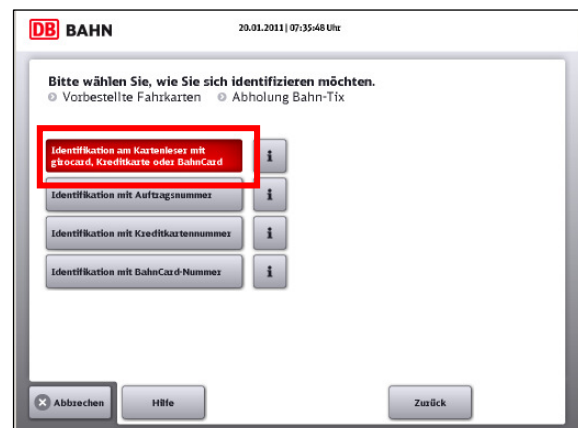 DB BAHN
20.01.2011 | 07:35:48 Uhr
Bitte wählen Sie, wie Sie sich identifizieren möchten.
Vorbestellte Fahrkarten Abholung Bahn-Tix
Identifikation am Kartenleser mit
girocard, Kreditkarte oder BahnCard
i
Identifikation mit Auftragsnummer
i
Identifikation mit Kreditkartennummer
i
Identifikation mit BahnCard-Nummer
i
Abbrechen
Hilfe
Zurück